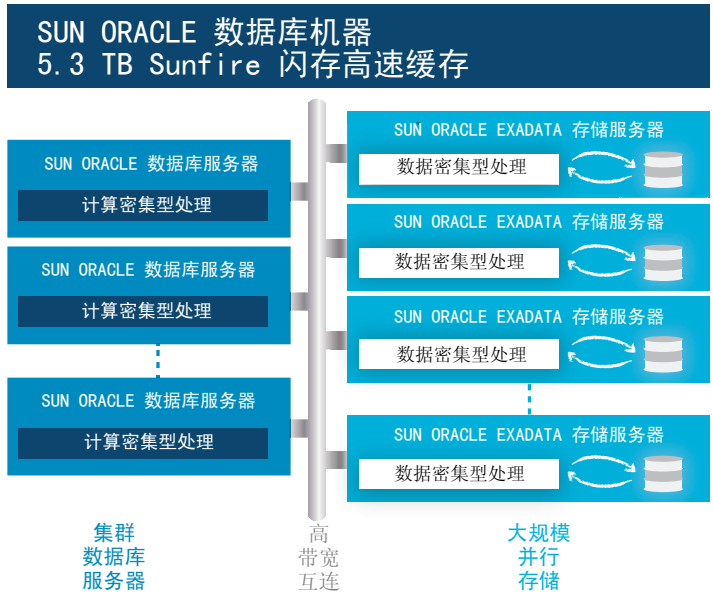 SUN ORACLE 数据库机器
5.3 TB Sunfire 闪存高速缓存
SUN ORACLE 数据库服务器
计算密集型处理
SUN ORACLE 数据库服务器
计算密集型处理
SUN ORACLE 数据库服务器
计算密集型处理
SUN ORACLE EXADATA 存储服务器
数据密集型处理
SUN ORACLE EXADATA 存储服务器
数据密集型处理
SUN ORACLE EXADATA 存储服务器
数据密集型处理
SUN ORACLE EXADATA 存储服务器
数据密集型处理
集群
数据库
服务器
高
带宽
互连
大规模
并行
存储